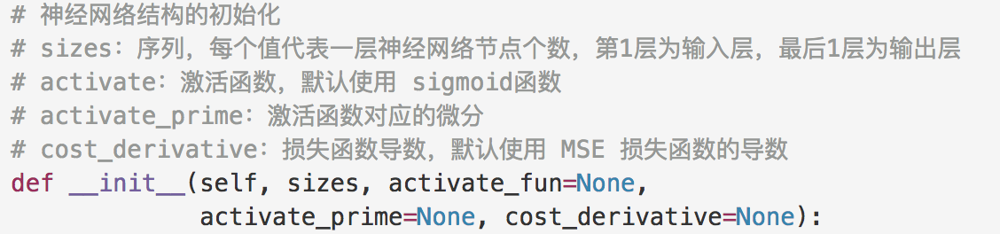 # 神经网络结构的初始化
# sizes：序列，每个值代表一层神经网络节点个数，第1层为输入层，最后1层为输出层
# activate：激活函数，默认使用 sigmoid函数
# activate_prime：激活函数对应的微分
# cost_derivative：损失函数导数，默认使用 MSE 损失函数的导数
def __init__(self, sizes, activate_fun=None,
             activate_prime=None, cost_derivative=None):